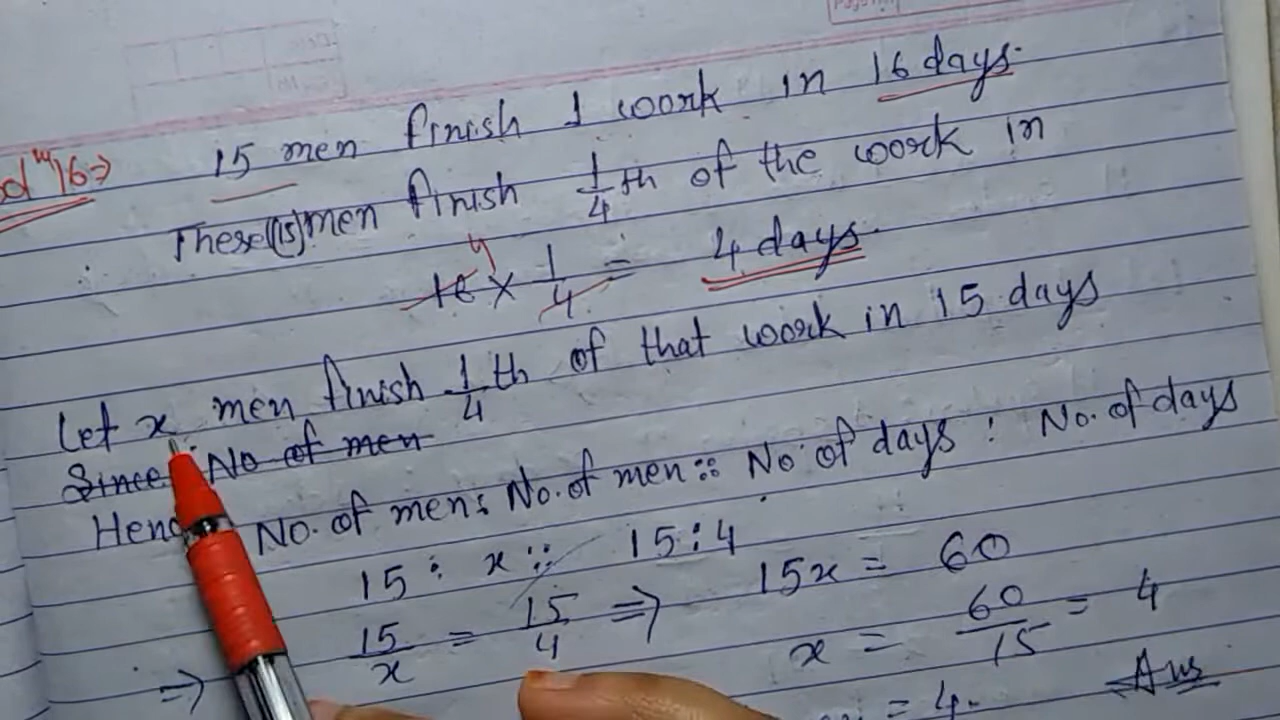 15 men finish 1 work in 16 days.
16⇒
These (15) men finish 1/4 th of the work in
4
16 × 1/4 = 4 days.
Let x men finish 1/4 th of that work in 15 days
Since No of men
No. of men : No. of men :: No of days : No. of days
15 : x :: 15 : 4
15/x = 15/4 ⇒ 15x = 60
⇒ x = 60/15 = 4
= 4. Ans